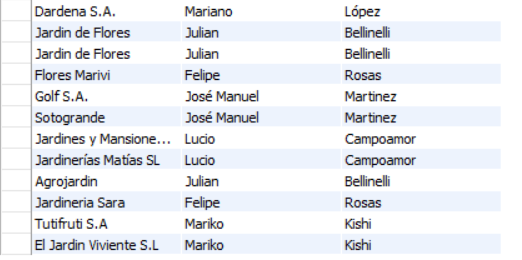 Dardena S.A. Mariano López
Jardin de Flores Julian Bellinelli
Jardin de Flores Julian Bellinelli
Flores Marivi Felipe Rosas
Golf S.A. José Manuel Martinez
Sotogrande José Manuel Martinez
Jardines y Mansione... Lucio Campoamor
Jardinerías Matías SL Lucio Campoamor
Agrojardin Julian Bellinelli
Jardineria Sara Felipe Rosas
Tutifruti S.A Mariko Kishi
El Jardin Viviente S.L Mariko Kishi